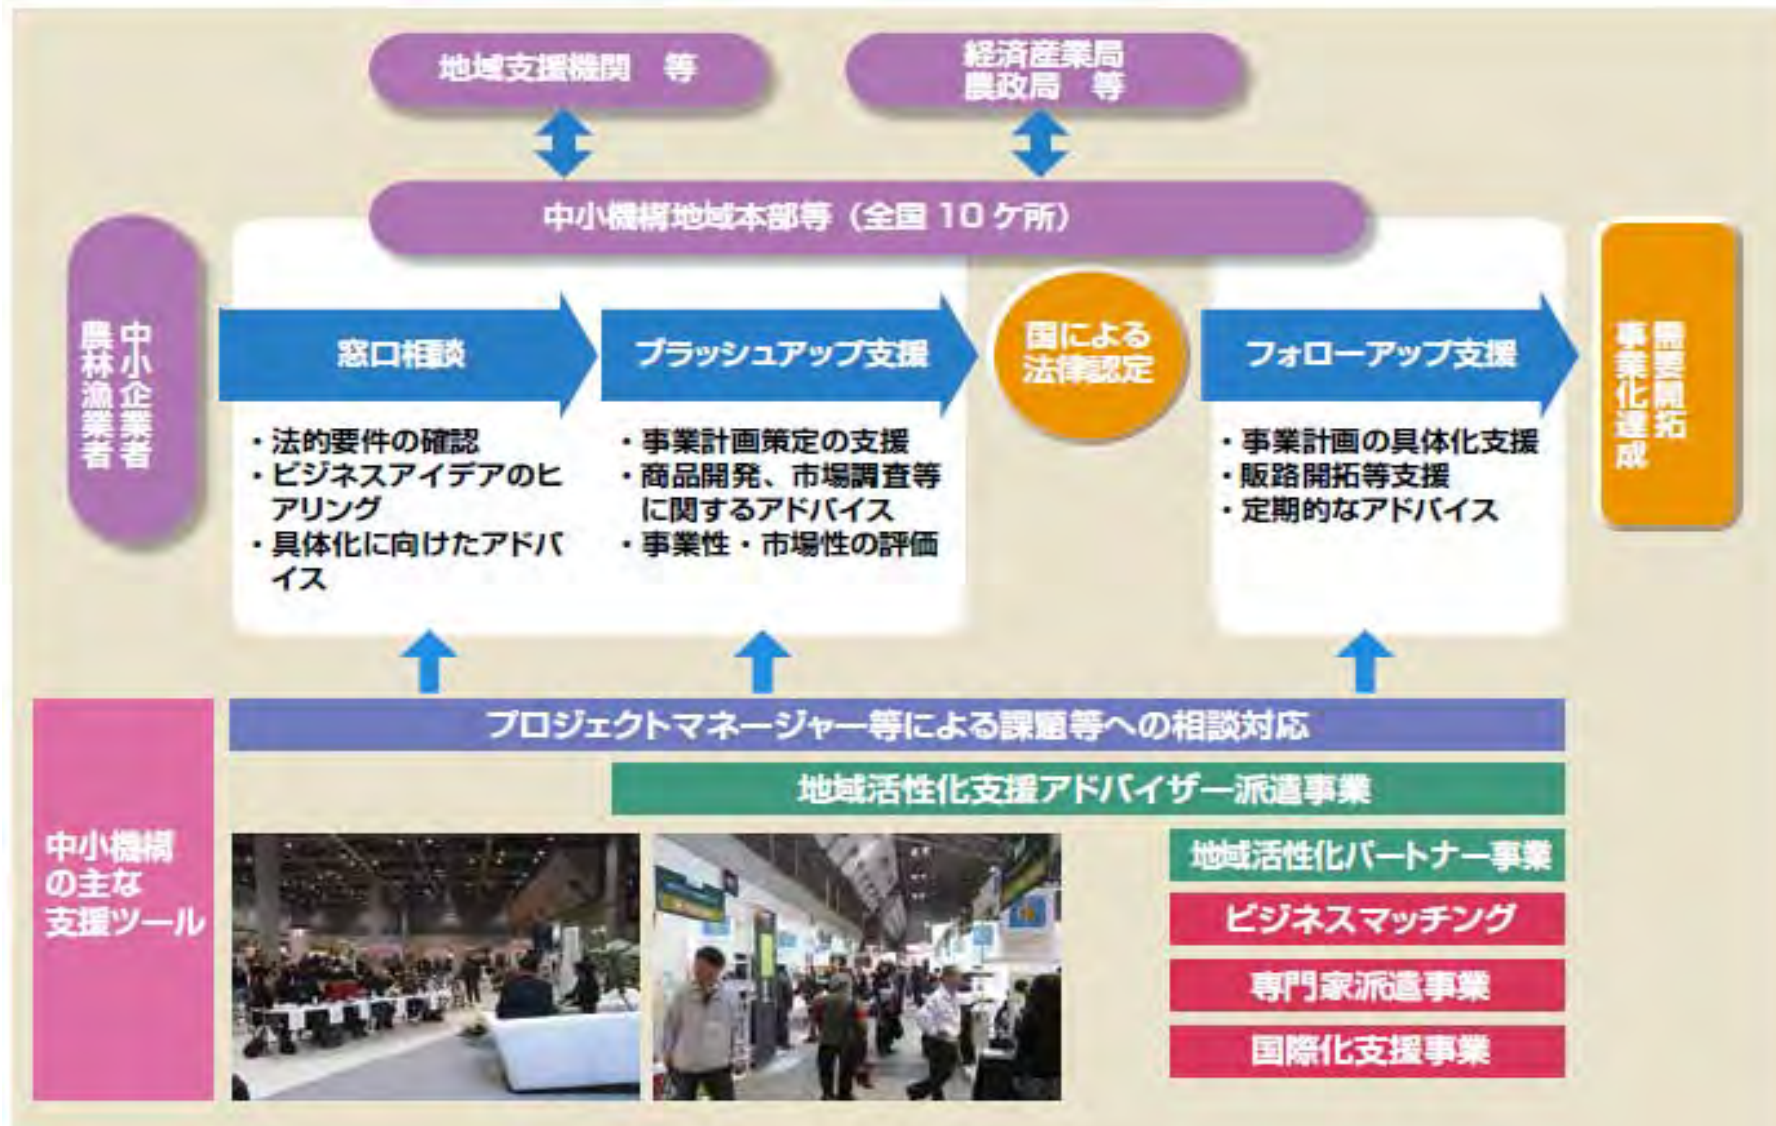 地域支援機関　等
経済産業局
農政局　等
中小機構地域本部等（全国 10 ケ所）
中小企業者
農林漁業者
窓口相談
・法的要件の確認
・ビジネスアイデアのヒ
アリング
・具体化に向けたアドバ
イス
ブラッシュアップ支援
・事業計画策定の支援
・商品開発、市場調査等
に関するアドバイス
・事業性・市場性の評価
国による
法律認定
フォローアップ支援
・事業計画の具体化支援
・販路開拓等支援
・定期的なアドバイス
需要開拓
事業化達成
中小機構
の主な
支援ツール
プロジェクトマネージャー等による課題等への相談対応
地域活性化支援アドバイザー派遣事業
地域活性化パートナー事業
ビジネスマッチング
専門家派遣事業
国際化支援事業